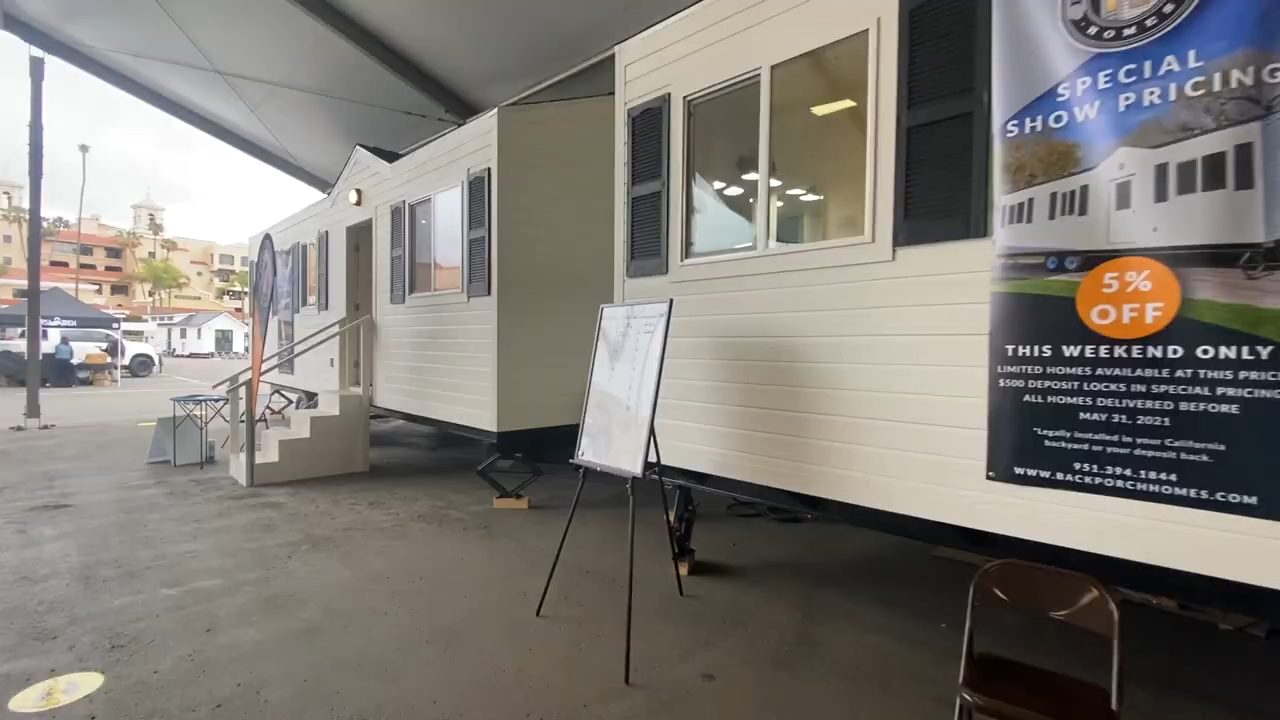 HOMES
SPECIAL
SHOW PRICING
5%
OFF
THIS WEEKEND ONLY
LIMITED HOMES AVAILABLE AT THIS PRIC
$500 DEPOSIT LOCKS IN SPECIAL PRICING
ALL HOMES DELIVERED BEFORE
MAY 31, 2021
*Legally installed in your California
backyard or your deposit back.
951.394.1844
WWW.BACKPORCHHOMES.COM